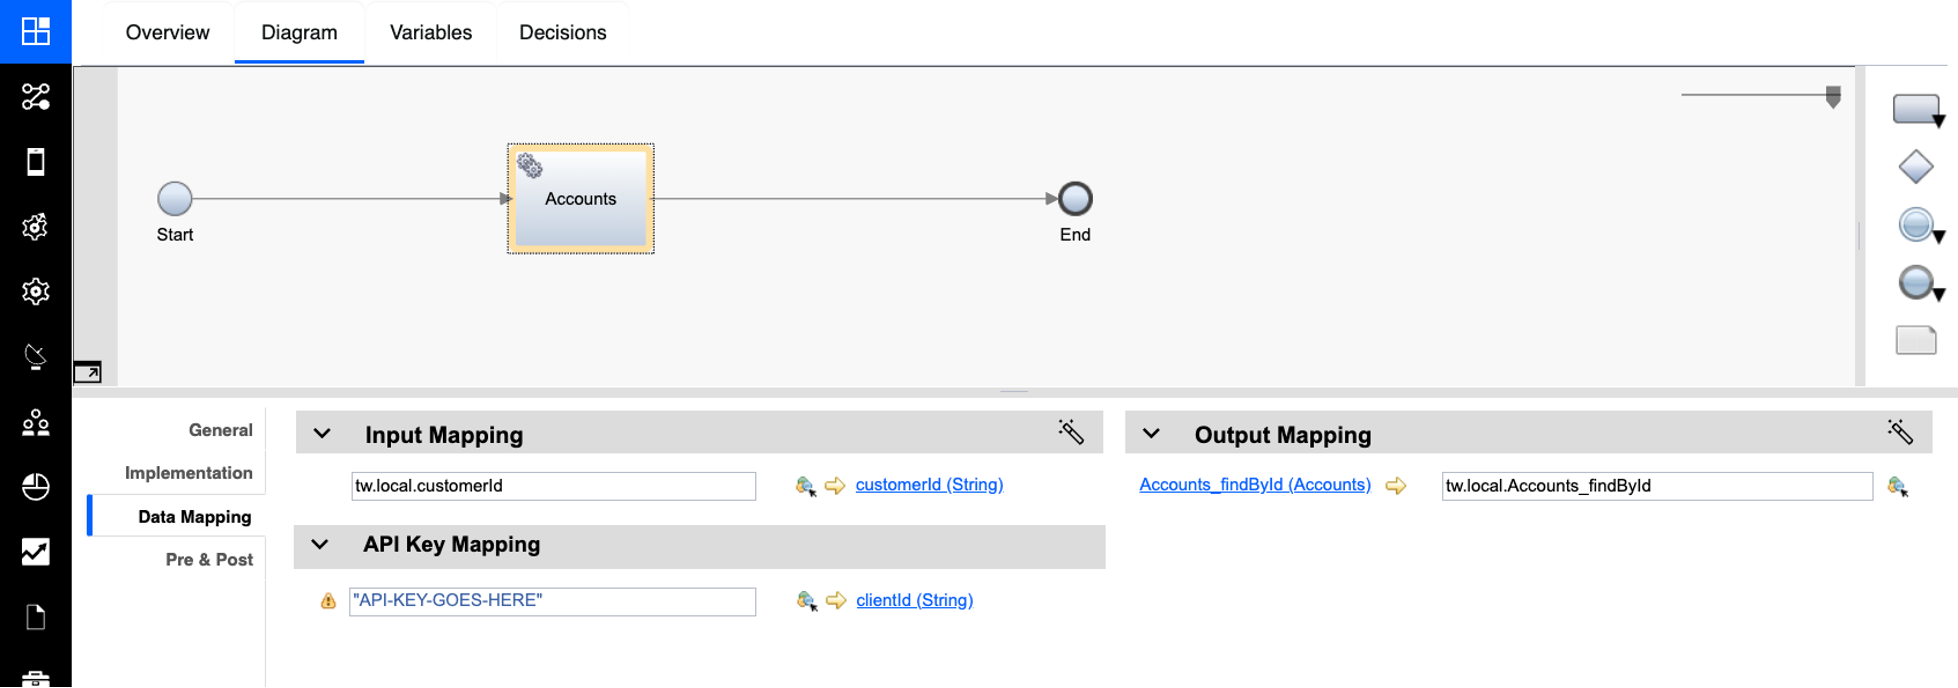 Overview
Diagram
Variables
Decisions
Accounts
Start
End
General
Implementation
Data Mapping
Pre & Post
Input Mapping
tw.local.customerId
customerId (String)
API Key Mapping
"API-KEY-GOES-HERE"
clientId (String)
Output Mapping
Accounts_findById (Accounts)
tw.local.Accounts_findById